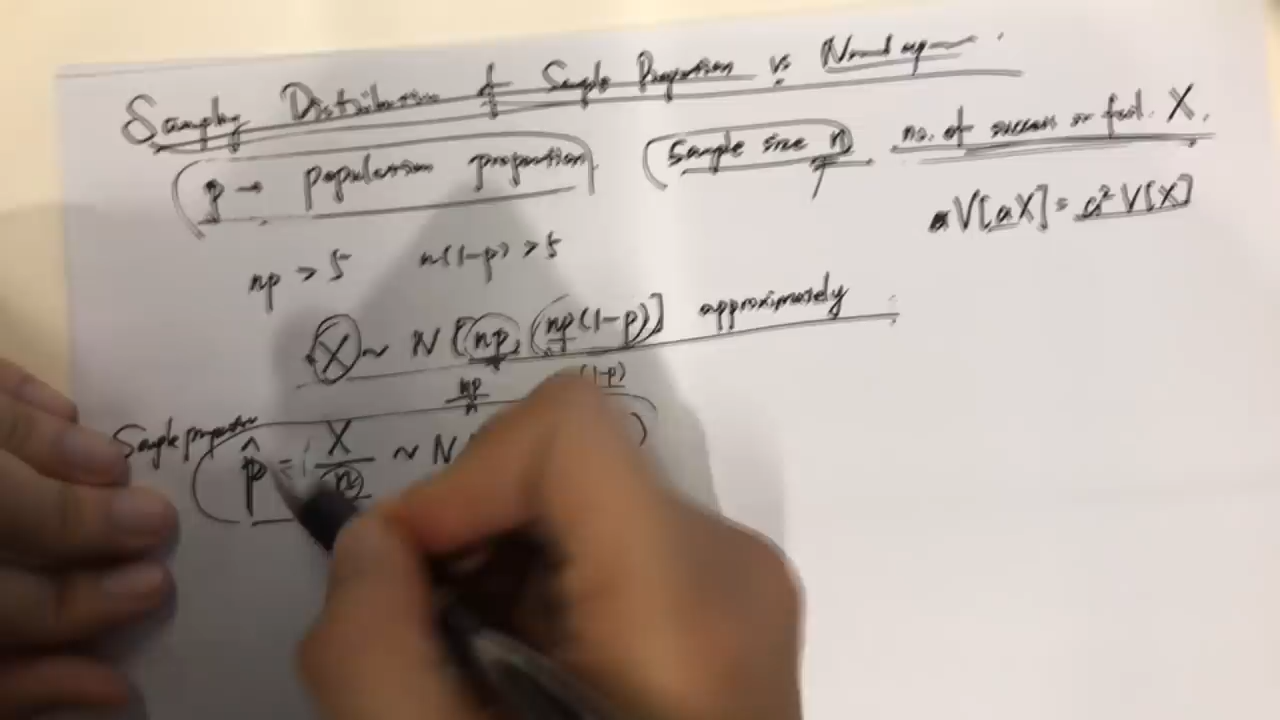 Sampling Distribution of Sample Proportion vs Normal
p → population proportion
sample size n
no. of success or fail. X.
V[aX] = a² V[X]
np > 5 n(1-p) > 5
X ~ N[np, np(1-p)] approximately
np/n (1-p)
Sample proportion
p̂ = X/n ~ N )